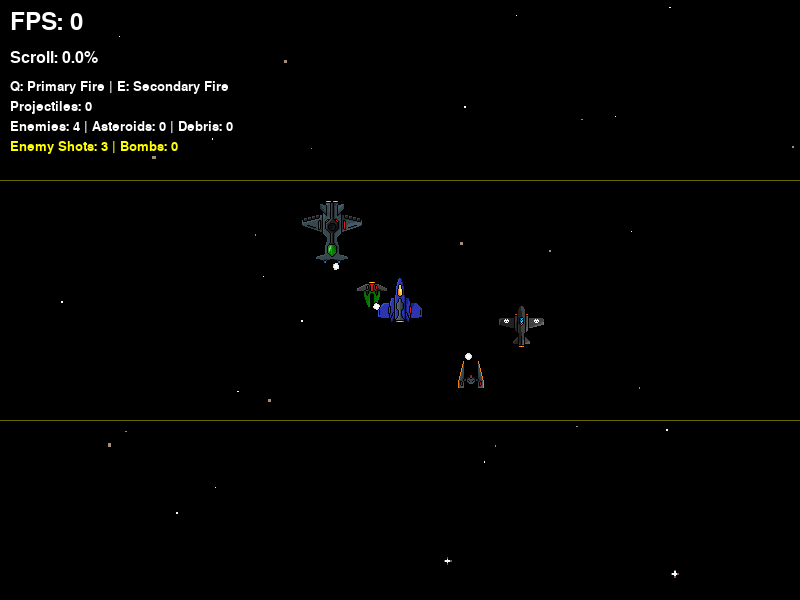 FPS: 0
Scroll: 0.0%
Q: Primary Fire | E: Secondary Fire
Projectiles: 0
Enemies: 4 | Asteroids: 0 | Debris: 0
Enemy Shots: 3 | Bombs: 0